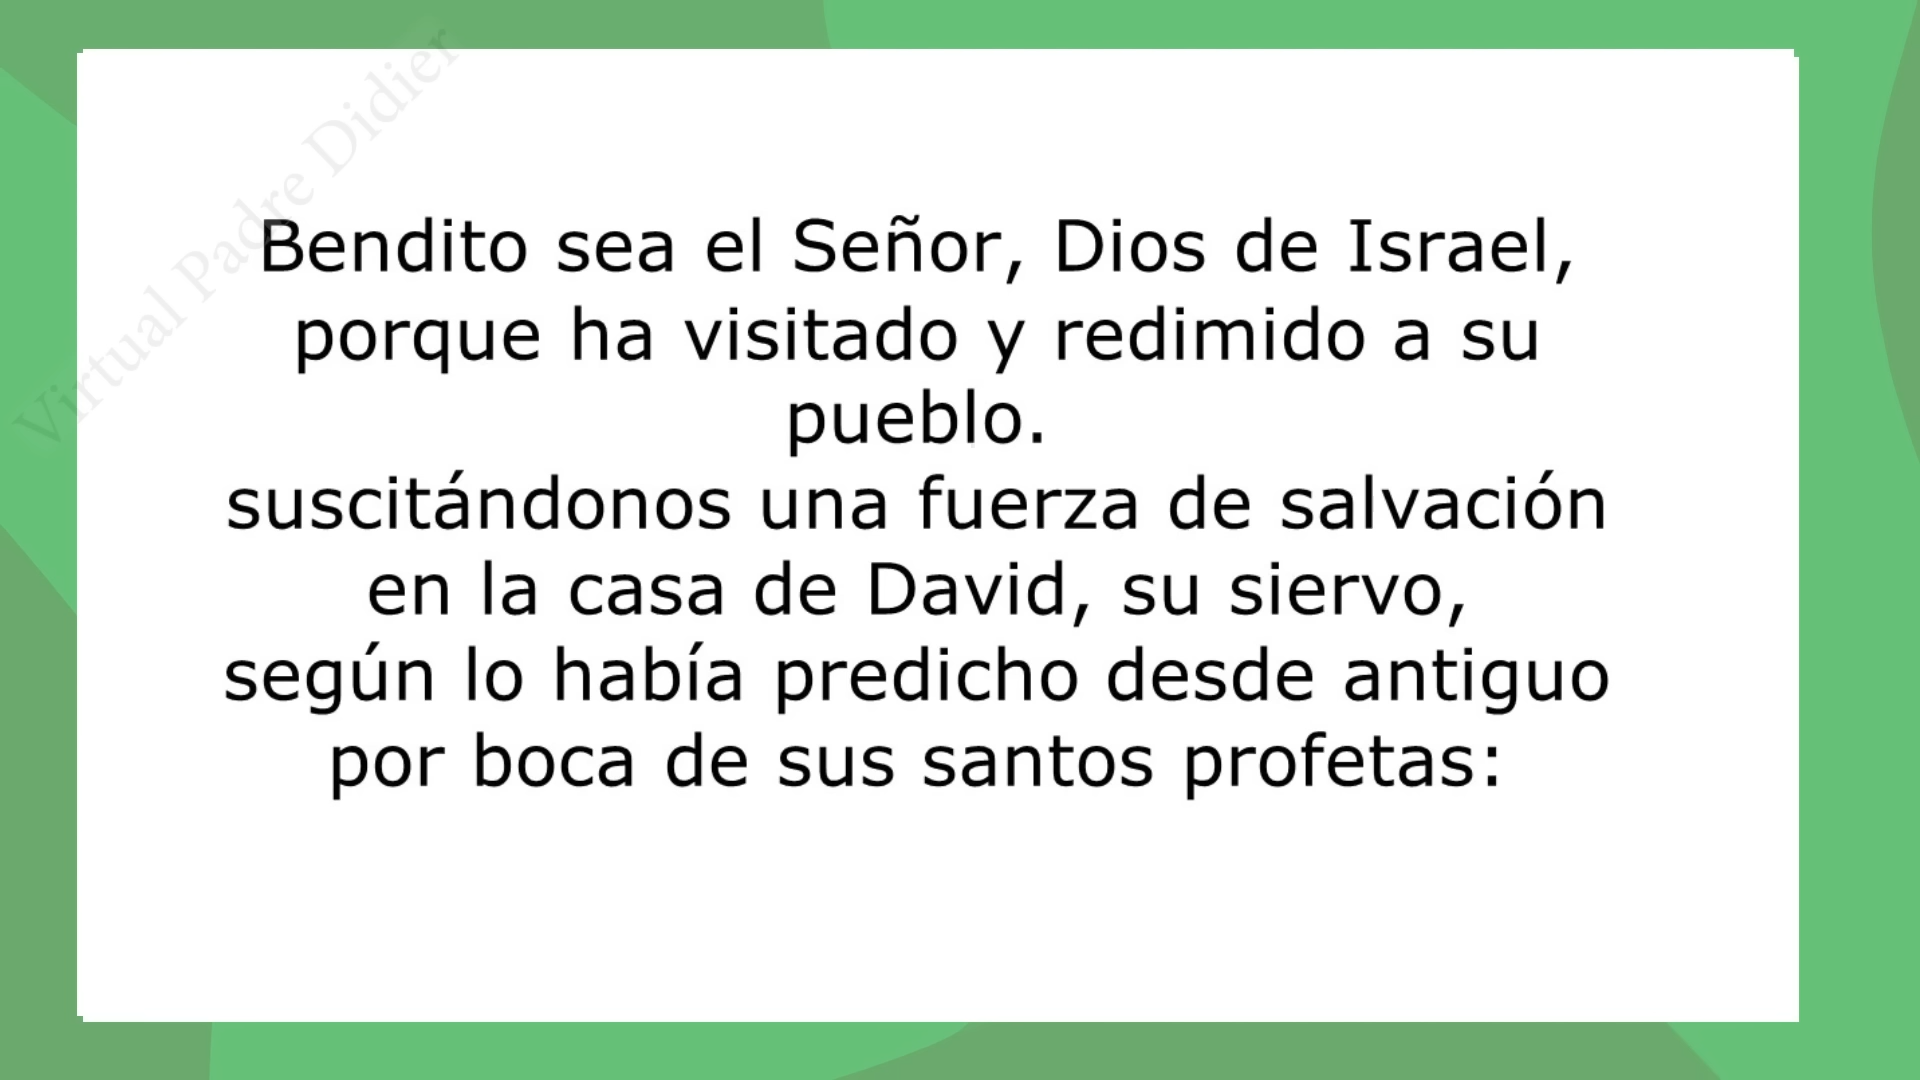 Virtual Padre Didier
Bendito sea el Señor, Dios de Israel,
porque ha visitado y redimido a su
pueblo.
suscitándonos una fuerza de salvación
en la casa de David, su siervo,
según lo había predicho desde antiguo
por boca de sus santos profetas: